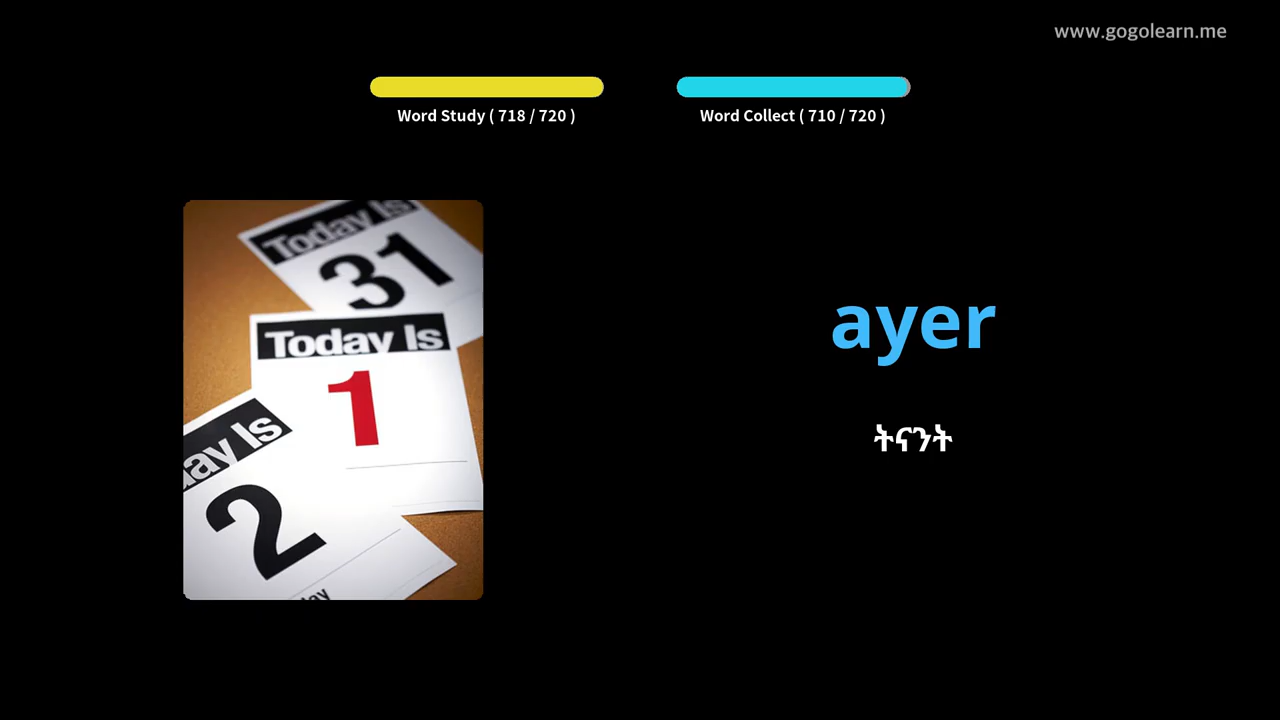 www.gogolearn.me
Word Study ( 718 / 720 )
Word Collect ( 710 / 720 )
Today Is
31
Today Is
1
ay Is
2
ayer
ትናንት